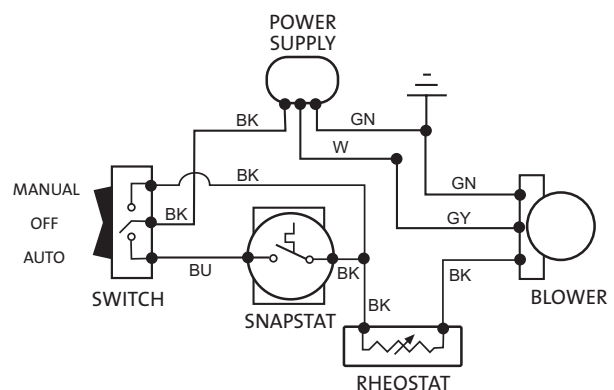 POWER
SUPPLY
BK
GN
W
MANUAL
BK
GN
OFF
BK
GY
AUTO
BU
BK
BK
SWITCH
SNAPSTAT
BK
BLOWER
RHEOSTAT